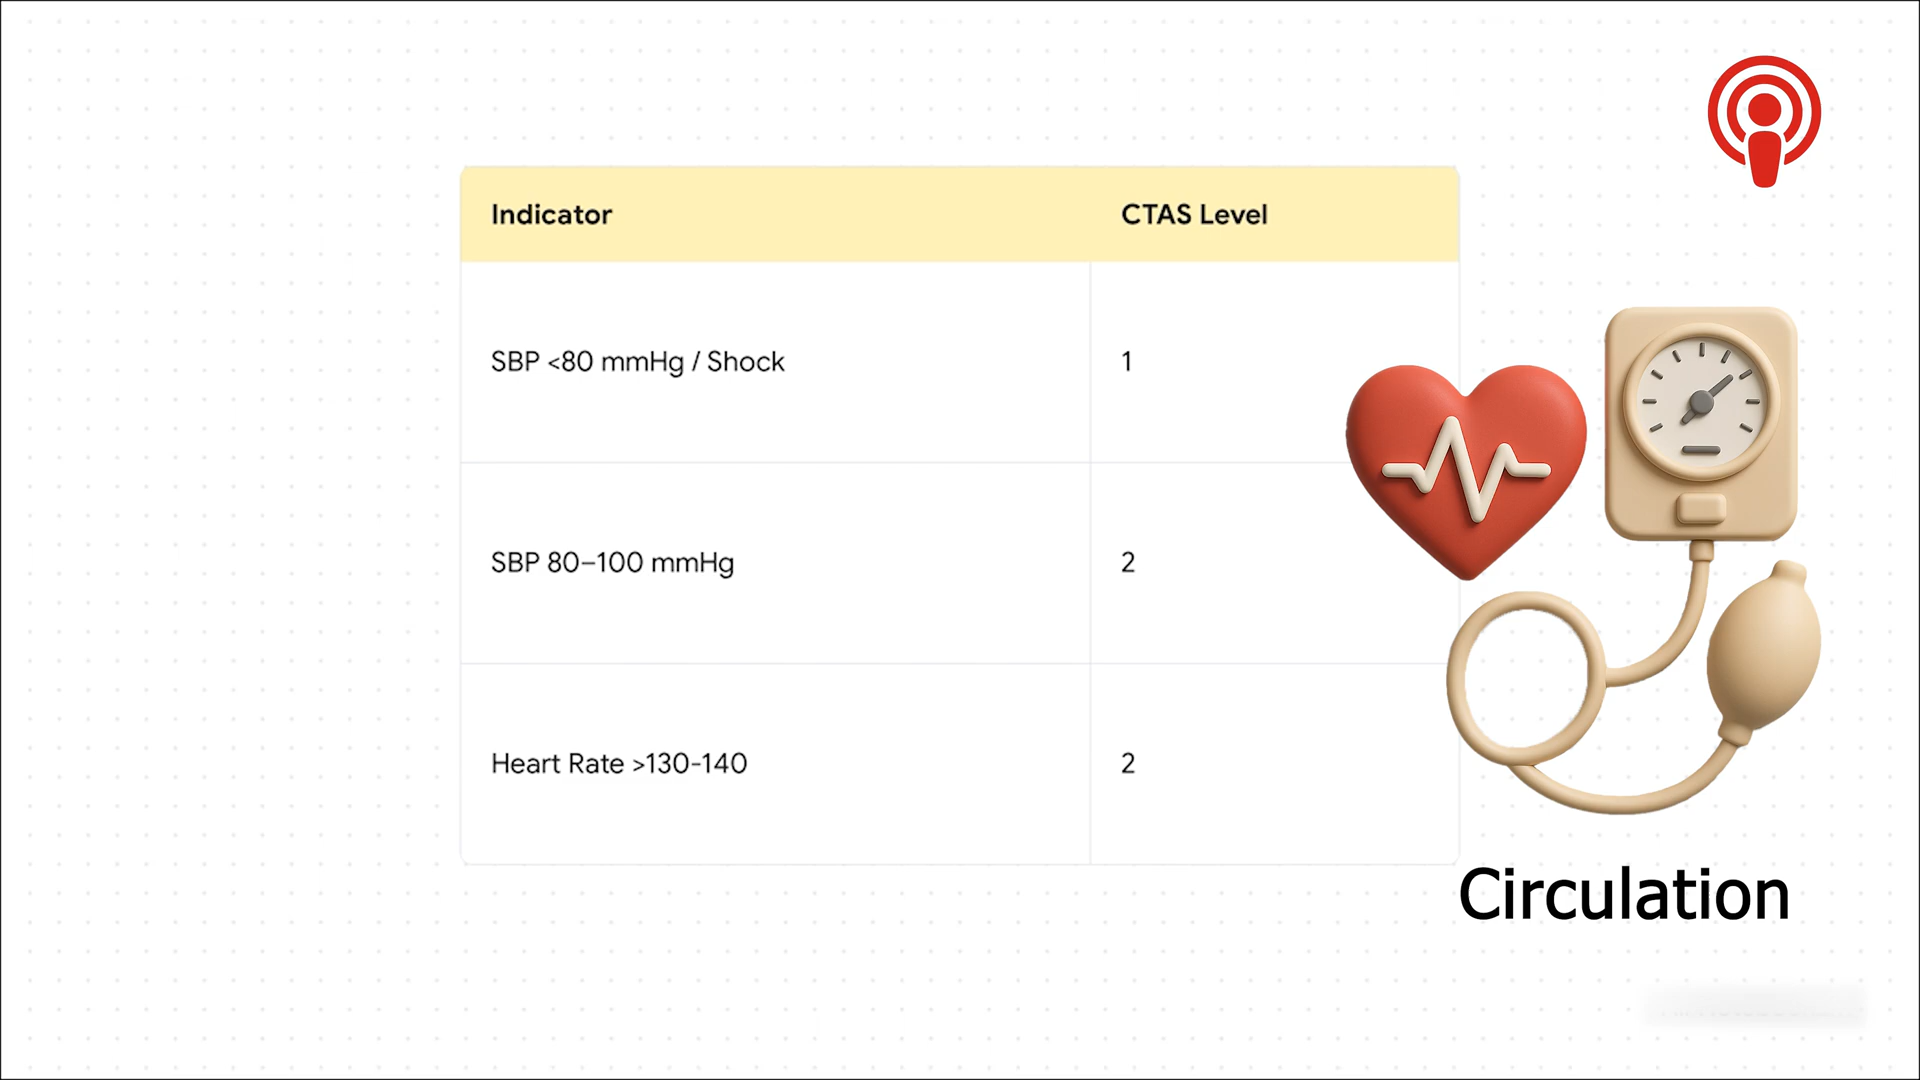 Indicator CTAS Level
SBP <80 mmHg / Shock 1
SBP 80–100 mmHg 2
Heart Rate >130-140 2
Circulation